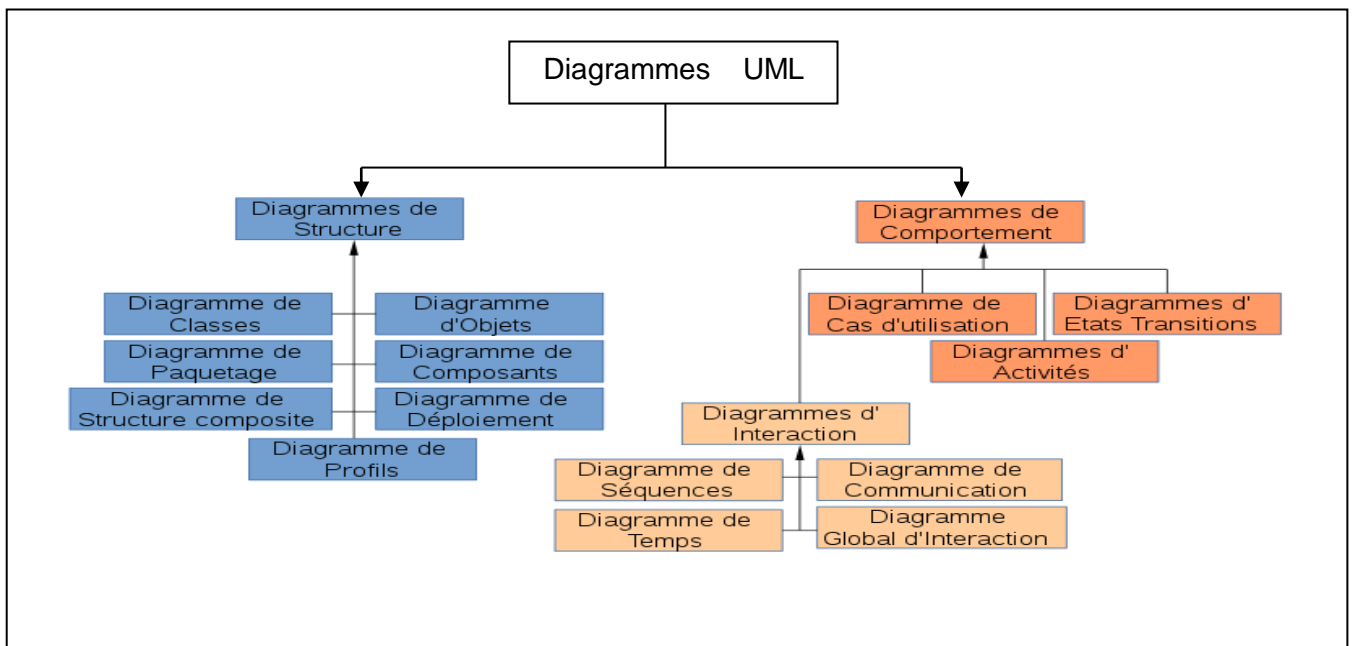 Diagrammes UML
Diagrammes de
Structure
Diagramme de
Classes
Diagramme
d'Objets
Diagramme de
Paquetage
Diagramme de
Composants
Diagramme de
Structure composite
Diagramme de
Déploiement
Diagramme de
Profils
Diagrammes de
Comportement
Diagramme de
Cas d'utilisation
Diagrammes d'
Etats Transitions
Diagrammes d'
Activités
Diagrammes d'
Interaction
Diagramme de
Séquences
Diagramme de
Communication
Diagramme de
Temps
Diagramme
Global d'Interaction